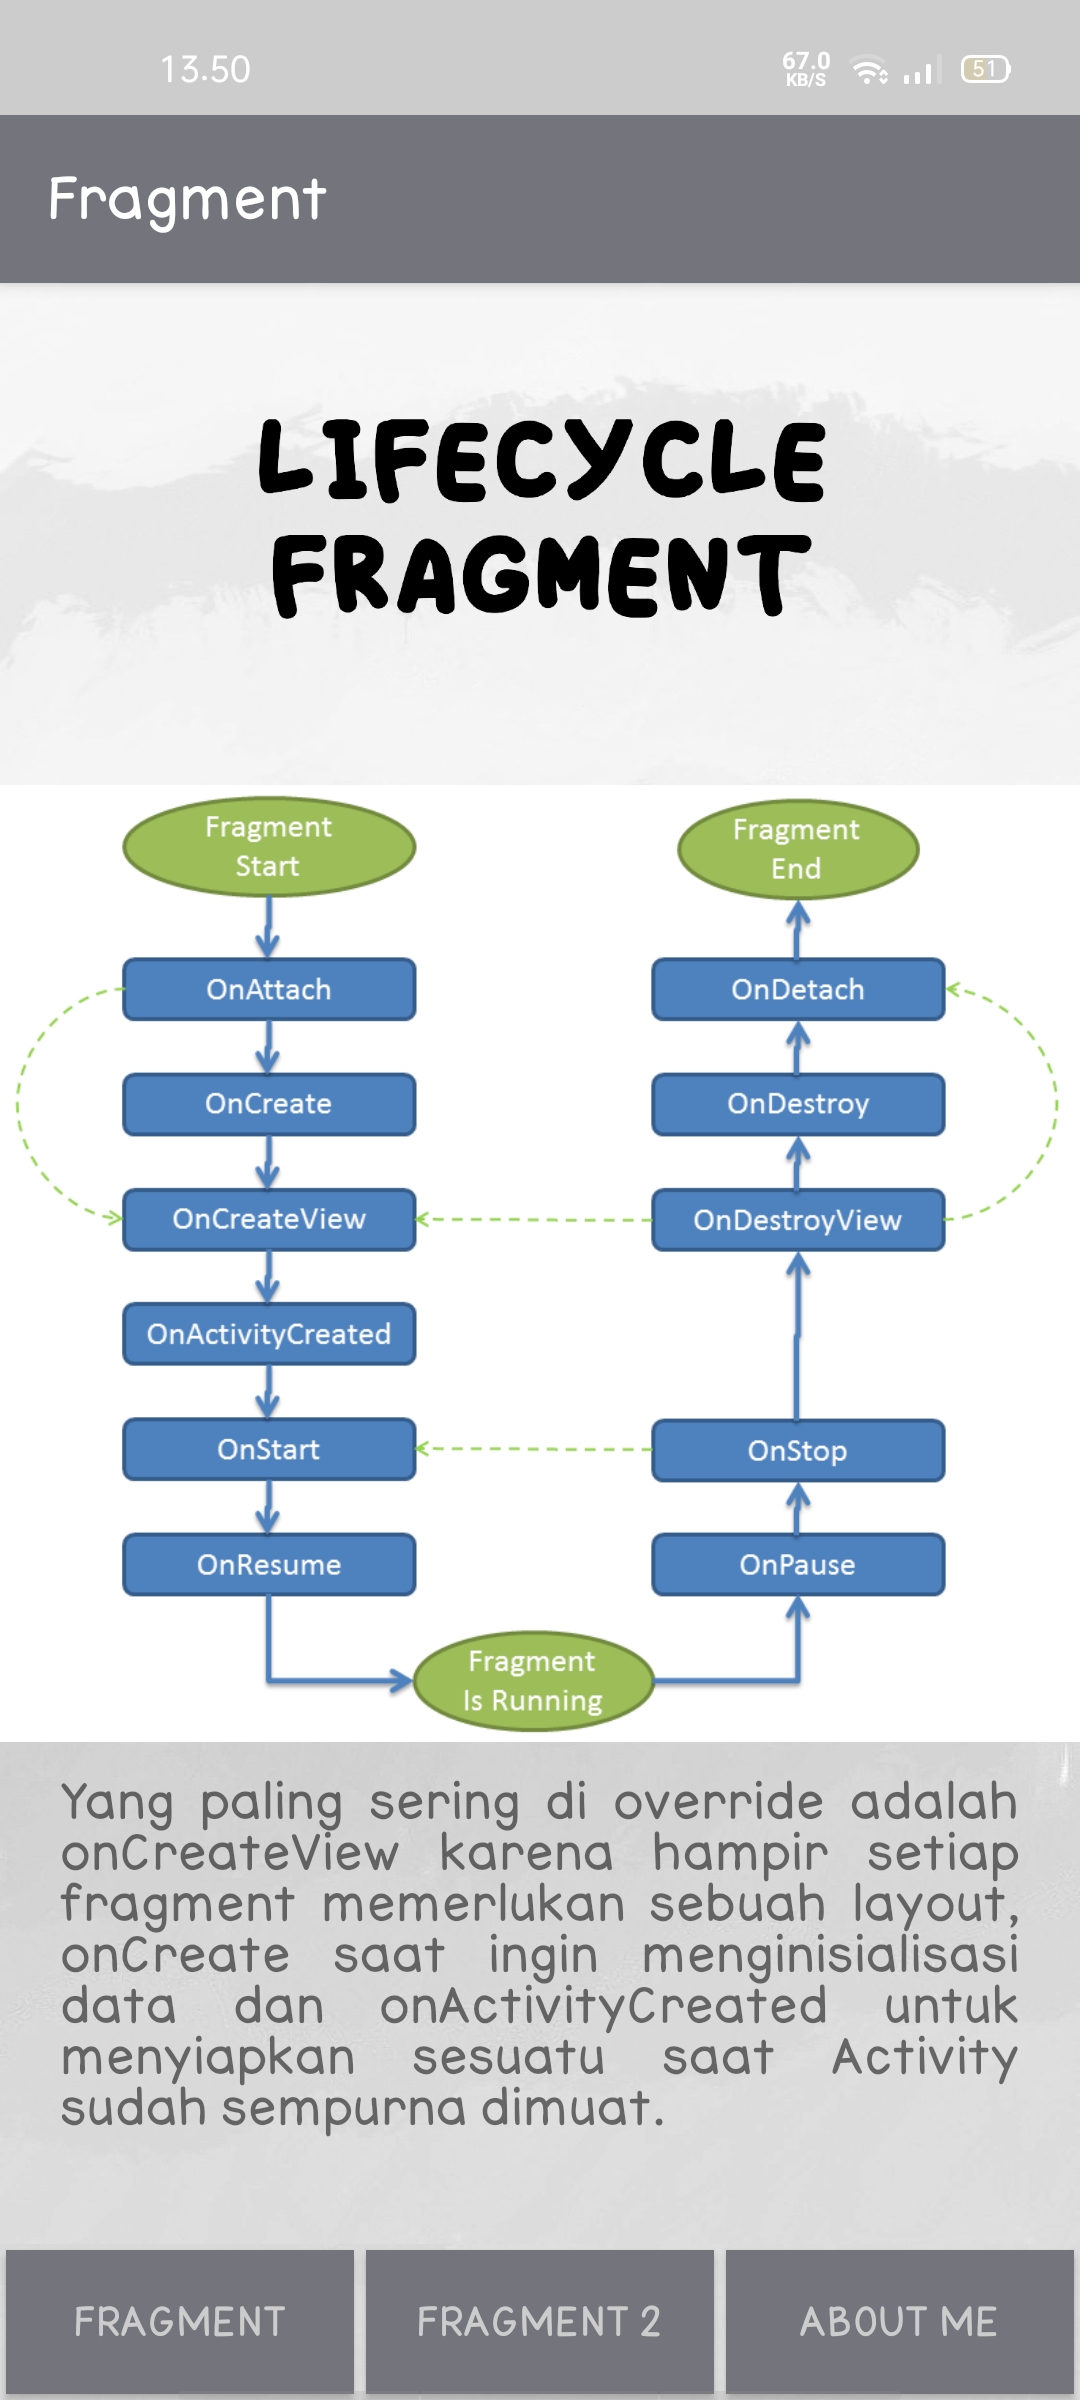 13.50
67.0
KB/S
51
Fragment
LIFECYCLE
FRAGMENT
Fragment
Start
OnAttach
OnCreate
OnCreateView
OnActivityCreated
OnStart
OnResume
Fragment
Is Running
Fragment
End
OnDetach
OnDestroy
OnDestroyView
OnStop
OnPause
Yang paling sering di override adalah
onCreateView karena hampir setiap
fragment memerlukan sebuah layout,
onCreate saat ingin menginisialisasi
data dan onActivityCreated untuk
menyiapkan sesuatu saat Activity
sudah sempurna dimuat.
FRAGMENT
FRAGMENT 2
ABOUT ME